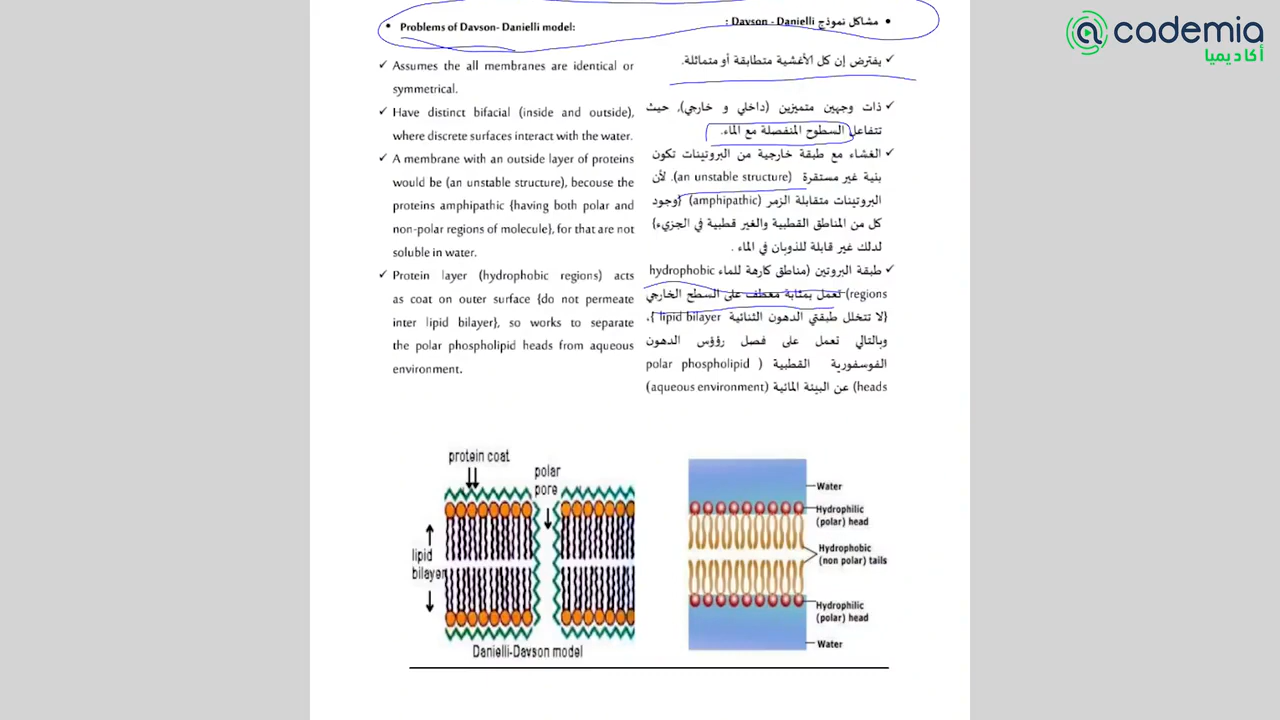 cademia
أكاديميا
• Problems of Davson- Danielli model:
✓ Assumes the all membranes are identical or
symmetrical.
✓ Have distinct bifacial (inside and outside),
where discrete surfaces interact with the water.
✓ A membrane with an outside layer of proteins
would be (an unstable structure), becouse the
proteins amphipathic {having both polar and
non-polar regions of molecule}, for that are not
soluble in water.
✓ Protein layer (hydrophobic regions) acts
as coat on outer surface {do not permeate
inter lipid bilayer}, so works to separate
the polar phospholipid heads from aqueous
environment.
• مشاكل نموذج Davson - Danielli :
✓ يفترض إن كل الأغشية متطابقة أو متماثلة.
✓ ذات وجهين متميزين (داخلي و خارجي)، حيث
تتفاعل السطوح المنفصلة مع الماء.
✓ الغشاء مع طبقة خارجية من البروتينات تكون
بنية غير مستقرة (an unstable structure)، لأن
البروتينات متقابلة الزمر (amphipathic) {وجود
كل من المناطق القطبية والغير قطبية في الجزيء}
لذلك غير قابلة للذوبان في الماء .
✓ طبقة البروتين (مناطق كارهة للماء hydrophobic
regions) تعمل بمثابة معطف على السطح الخارجي
{لا تتخلل طبقتي الدهون الثنائية lipid bilayer }،
وبالتالي تعمل على فصل رؤؤس الدهون
الفوسفورية القطبية ( polar phospholipid
heads) عن البيئة المائية (aqueous environment)
protein coat
polar
pore
lipid
bilayer
Danielli-Davson model
Water
Hydrophilic
(polar) head
Hydrophobic
(non polar) tails
Hydrophilic
(polar) head
Water